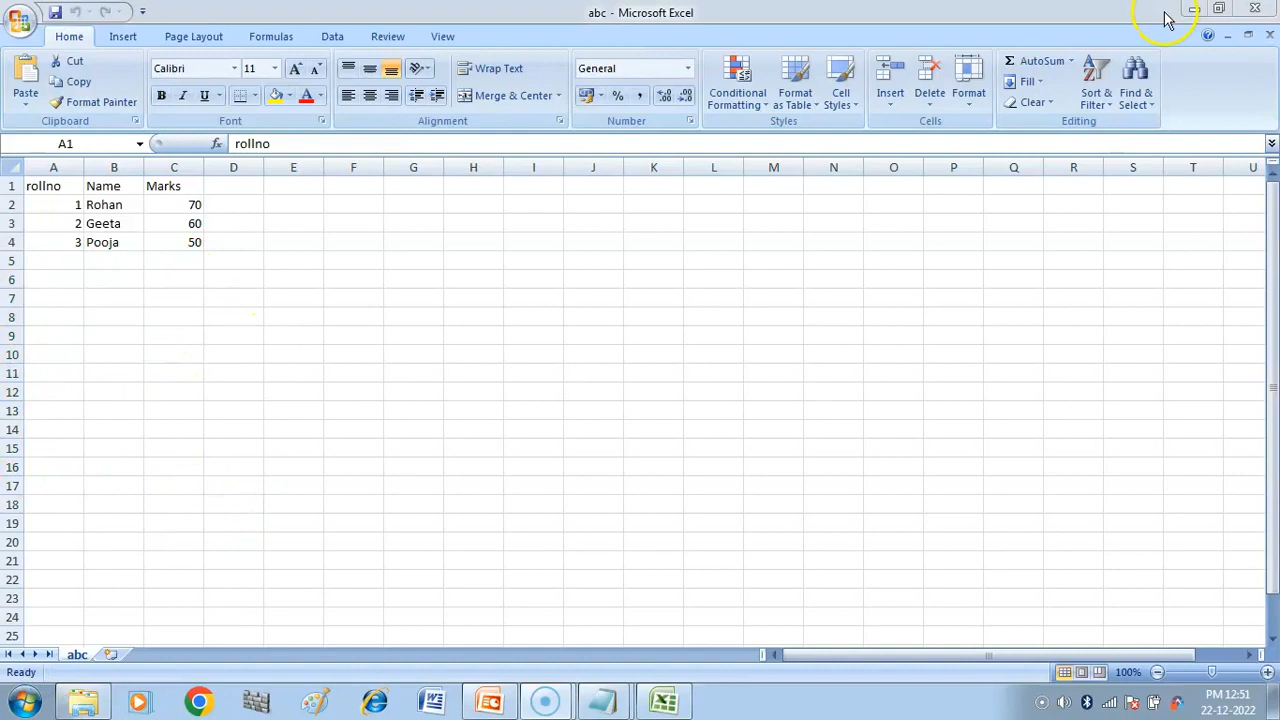 abc - Microsoft Excel
Home Insert Page Layout Formulas Data Review View
Paste
Cut
Copy
Format Painter
Clipboard
Calibri 11 A A
B I U A
Font
Wrap Text
Merge & Center
Alignment
General
% ,
Number
Conditional Formatting
Format as Table
Cell Styles
Styles
Insert
Delete
Format
Cells
Σ AutoSum
Fill
Clear
Sort & Filter
Find & Select
Editing
A1 fx rollno
A B C D E F G H I J K L M N O P Q R S T U
1 rollno Name Marks
2 1 Rohan 70
3 2 Geeta 60
4 3 Pooja 50
5
6
7
8
9
10
11
12
13
14
15
16
17
18
19
20
21
22
23
24
25
abc
Ready 100%
PM 12:51
22-12-2022